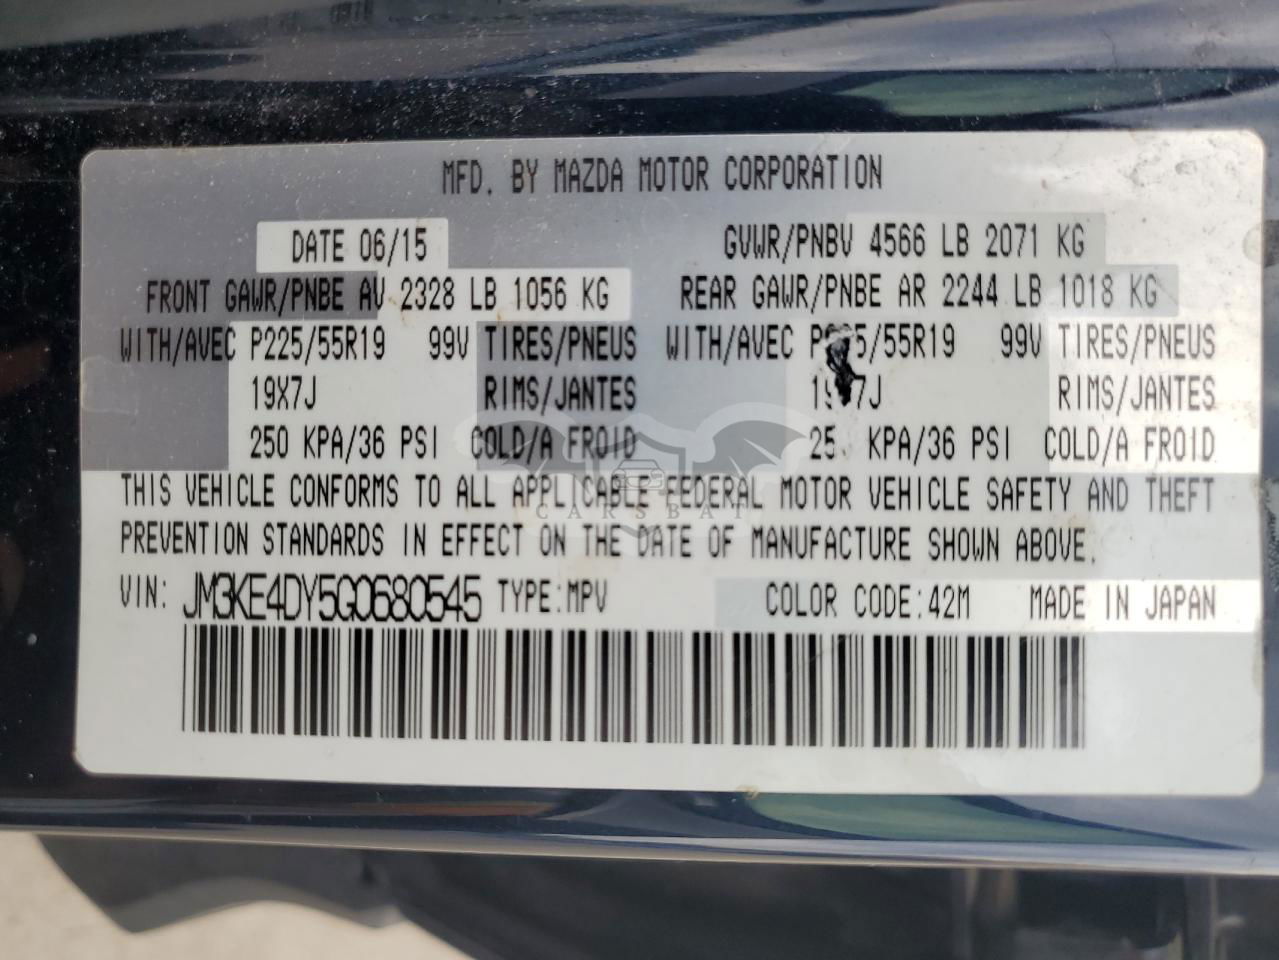 MFD. BY MAZDA MOTOR CORPORATION
DATE 06/15 GVWR/PNBV 4566 LB 2071 KG
FRONT GAWR/PNBE AV 2328 LB 1056 KG REAR GAWR/PNBE AR 2244 LB 1018 KG
WITH/AVEC P225/55R19 99V TIRES/PNEUS WITH/AVEC 99V TIRES/PNEUS
19X7J RIMS/JANTES RIMS/JANTES
250 KPA/36 PSI COLD/A FROID KPA/36 PSI COLD/A FROID
THIS VEHICLE CONFORMS TO ALL APPLICABLE FEDERAL MOTOR VEHICLE SAFETY AND THEFT
CARSBAT
PREVENTION STANDARDS IN EFFECT ON THE DATE OF MANUFACTURE SHOWN ABOVE.
VIN: JM3KE4DY5G0680545 TYPE:MPV COLOR CODE:42M MADE IN JAPAN